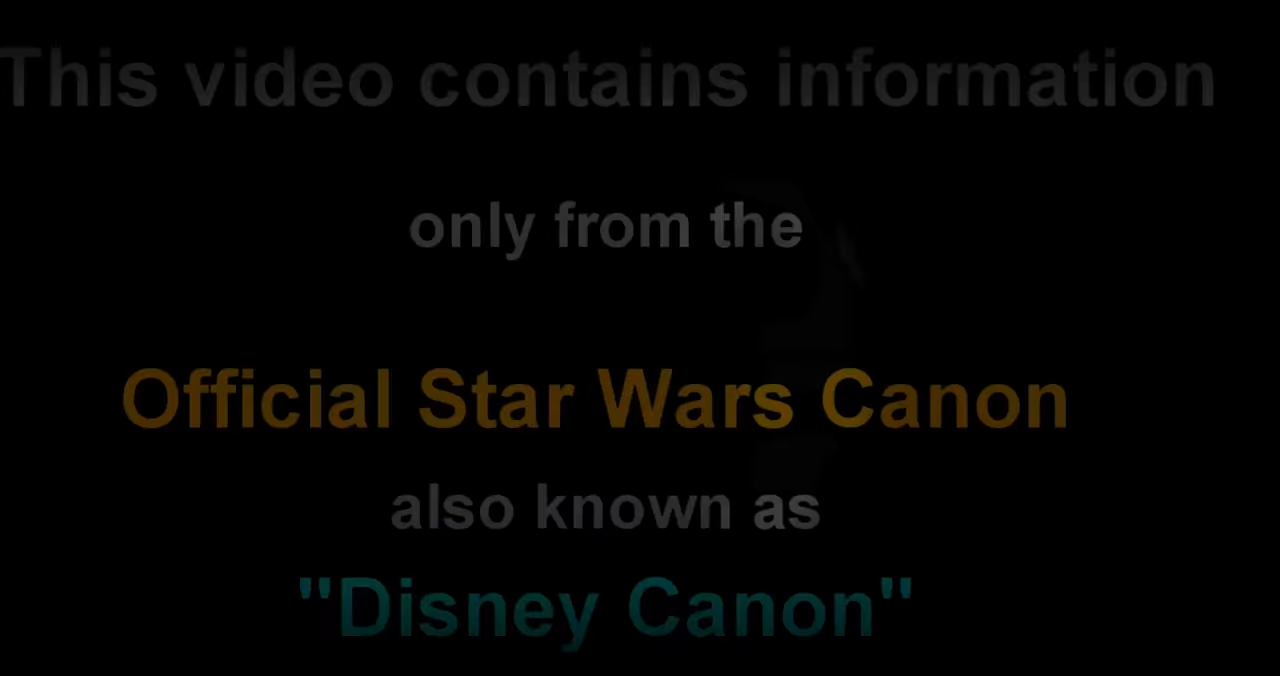 This video contains information
only from the
Official Star Wars Canon
also known as
"Disney Canon"